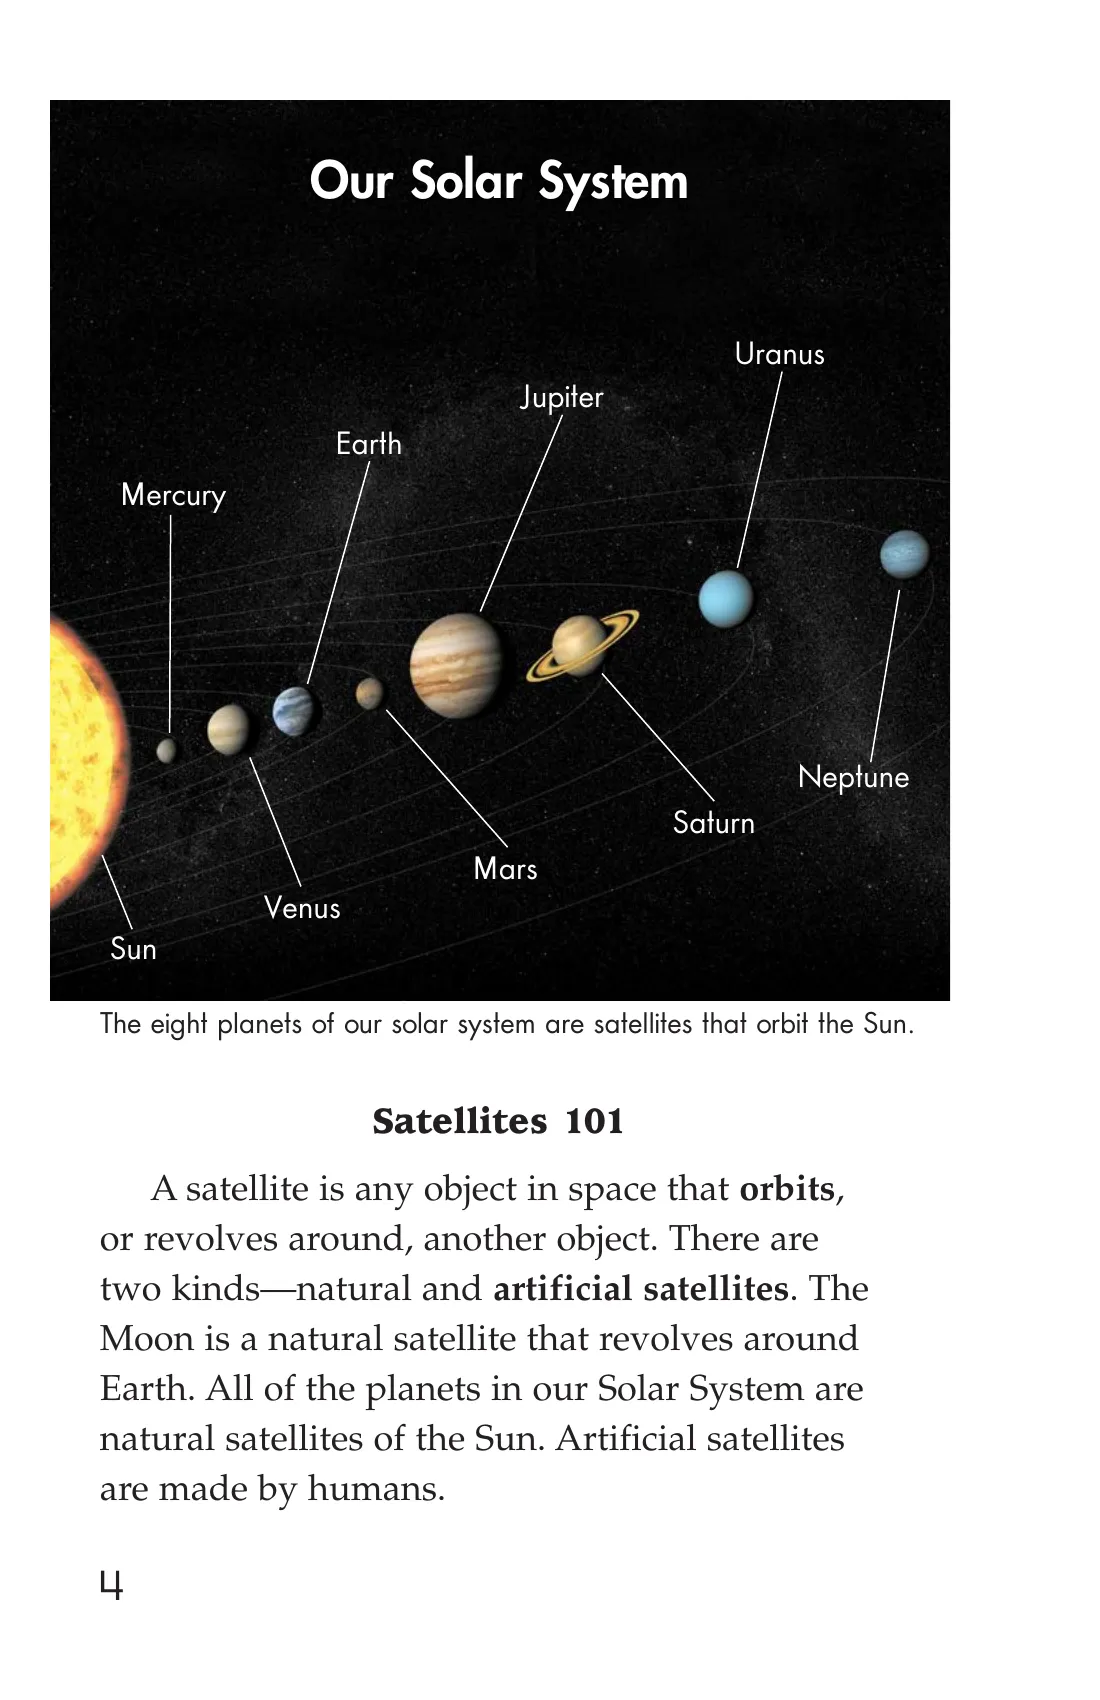 Our Solar System
Uranus
Jupiter
Earth
Mercury
Neptune
Saturn
Mars
Venus
Sun
The eight planets of our solar system are satellites that orbit the Sun.
Satellites 101
A satellite is any object in space that orbits,
or revolves around, another object. There are
two kinds—natural and artificial satellites. The
Moon is a natural satellite that revolves around
Earth. All of the planets in our Solar System are
natural satellites of the Sun. Artificial satellites
are made by humans.
4